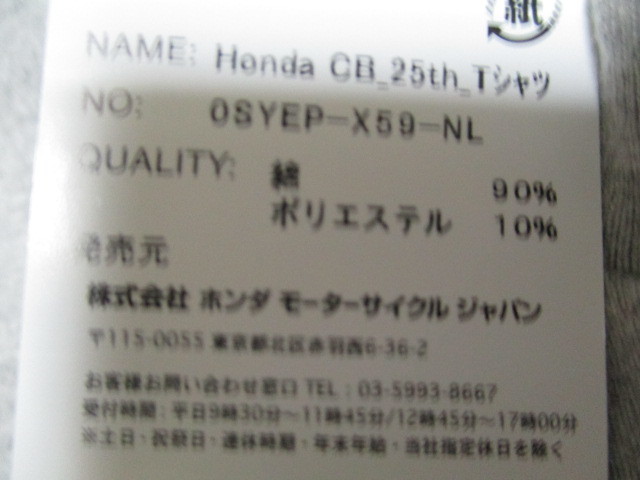 紙
NAME: Honda CB_25th_Tシャツ
NO: 0SYEP-X59-NL
QUALITY: 綿 90%
ポリエステル 10%
発売元
株式会社 ホンダ モーターサイクル ジャパン
〒115-0055 東京都北区赤羽西6-36-2
お客様お問い合わせ窓口 TEL : 03-5993-8667
受付時間 : 平日9時30分~11時45分/12時45分~17時00分
※土日・祝祭日・連休時期・年末年始・当社指定休日を除く